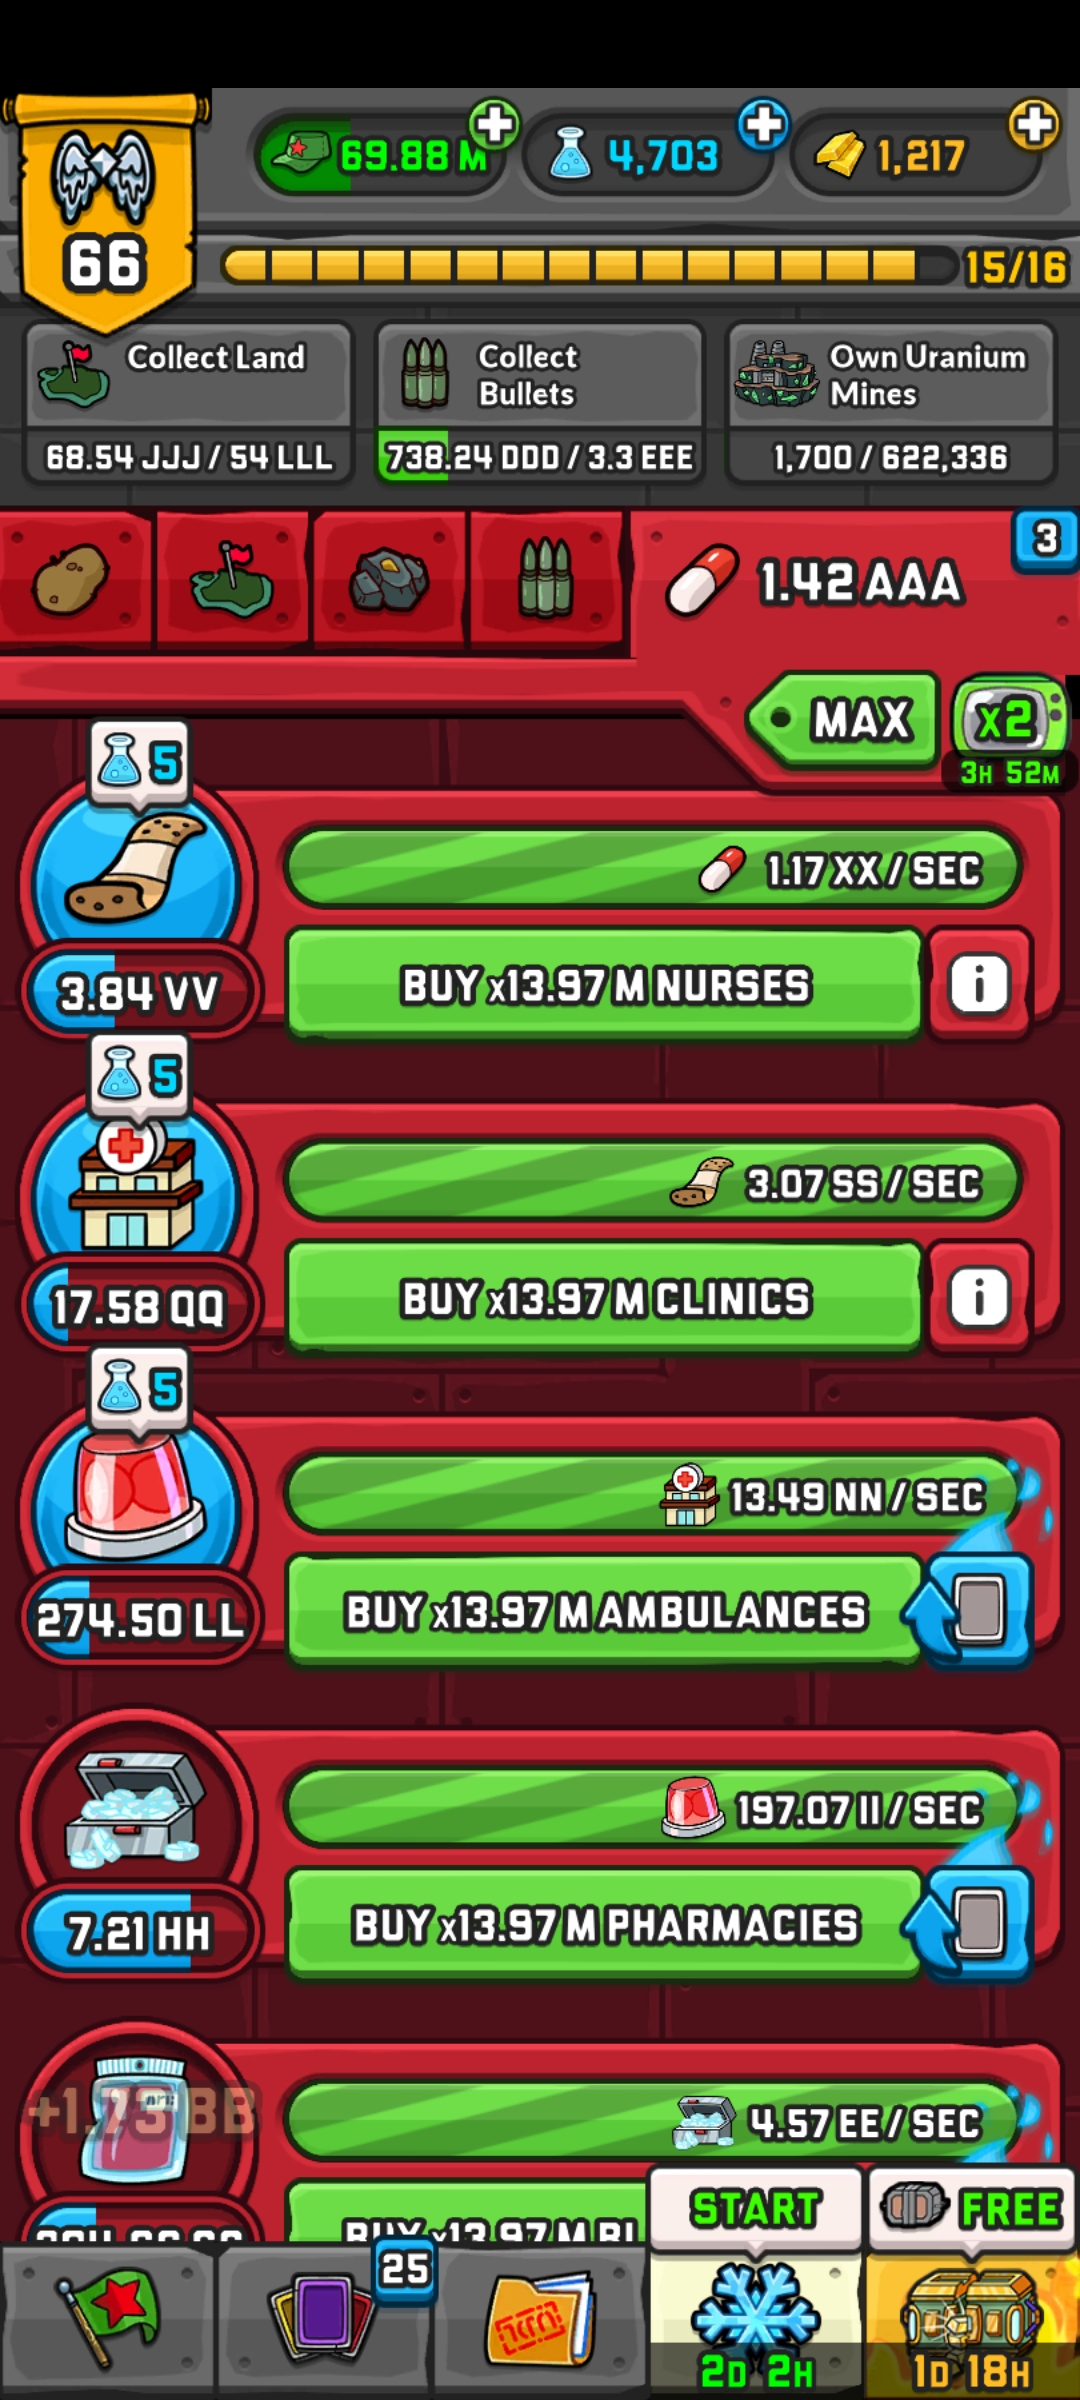 69.88 M
4,703
1,217
66
15/16
Collect Land
68.54 JJJ / 54 LLL
Collect
Bullets
738.24 DDD / 3.3 EEE
Own Uranium
Mines
1,700 / 622,336
1.42 AAA
3
MAX
x2
3H 52M
5
1.17 XX / SEC
3.84 VV
BUY x13.97 M NURSES
i
5
3.07 SS / SEC
17.58 QQ
BUY x13.97 M CLINICS
i
5
13.49 NN / SEC
274.50 LL
BUY x13.97 M AMBULANCES
197.07 II / SEC
7.21 HH
BUY x13.97 M PHARMACIES
+1.73 BB
4.57 EE / SEC
BUY x13.97 M BL
START
FREE
25
2D 2H
1D 18H